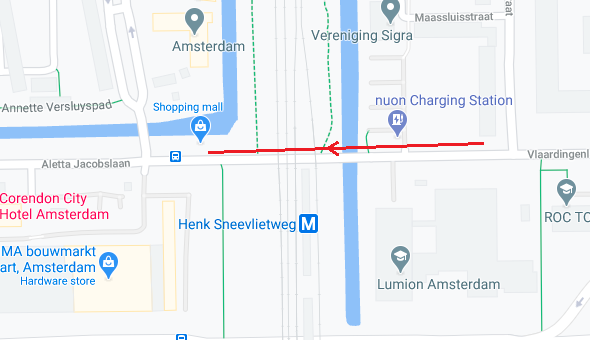 Maassluisstraat
Vereniging Sigra
Amsterdam
nuon Charging Station
Annette Versluyspad
Shopping mall
Aletta Jacobslaan
Vlaardingenl
Corendon City
Hotel Amsterdam
Henk Sneevlietweg M
ROC TO
MA bouwmarkt
art, Amsterdam
Hardware store
Lumion Amsterdam
aat